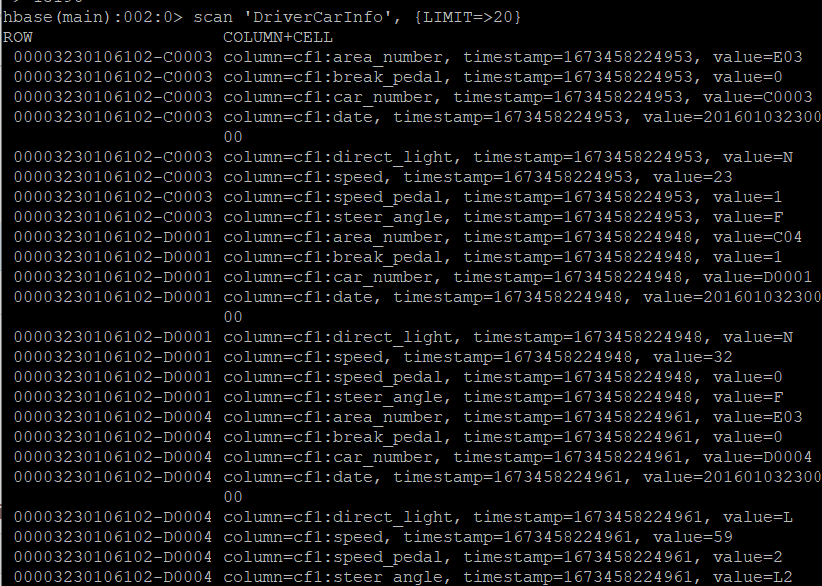 hbase(main):002:0> scan 'DriverCarInfo', {LIMIT=>20}
ROW COLUMN+CELL
00003230106102-C0003 column=cf1:area_number, timestamp=1673458224953, value=E03
00003230106102-C0003 column=cf1:break_pedal, timestamp=1673458224953, value=0
00003230106102-C0003 column=cf1:car_number, timestamp=1673458224953, value=C0003
00003230106102-C0003 column=cf1:date, timestamp=1673458224953, value=201601032300
00
00003230106102-C0003 column=cf1:direct_light, timestamp=1673458224953, value=N
00003230106102-C0003 column=cf1:speed, timestamp=1673458224953, value=23
00003230106102-C0003 column=cf1:speed_pedal, timestamp=1673458224953, value=1
00003230106102-C0003 column=cf1:steer_angle, timestamp=1673458224953, value=F
00003230106102-D0001 column=cf1:area_number, timestamp=1673458224948, value=C04
00003230106102-D0001 column=cf1:break_pedal, timestamp=1673458224948, value=1
00003230106102-D0001 column=cf1:car_number, timestamp=1673458224948, value=D0001
00003230106102-D0001 column=cf1:date, timestamp=1673458224948, value=201601032300
00
00003230106102-D0001 column=cf1:direct_light, timestamp=1673458224948, value=N
00003230106102-D0001 column=cf1:speed, timestamp=1673458224948, value=32
00003230106102-D0001 column=cf1:speed_pedal, timestamp=1673458224948, value=0
00003230106102-D0001 column=cf1:steer_angle, timestamp=1673458224948, value=F
00003230106102-D0004 column=cf1:area_number, timestamp=1673458224961, value=E03
00003230106102-D0004 column=cf1:break_pedal, timestamp=1673458224961, value=0
00003230106102-D0004 column=cf1:car_number, timestamp=1673458224961, value=D0004
00003230106102-D0004 column=cf1:date, timestamp=1673458224961, value=201601032300
00
00003230106102-D0004 column=cf1:direct_light, timestamp=1673458224961, value=L
00003230106102-D0004 column=cf1:speed, timestamp=1673458224961, value=59
00003230106102-D0004 column=cf1:speed_pedal, timestamp=1673458224961, value=2
00003230106102-D0004 column=cf1:steer_angle, timestamp=1673458224961, value=L2